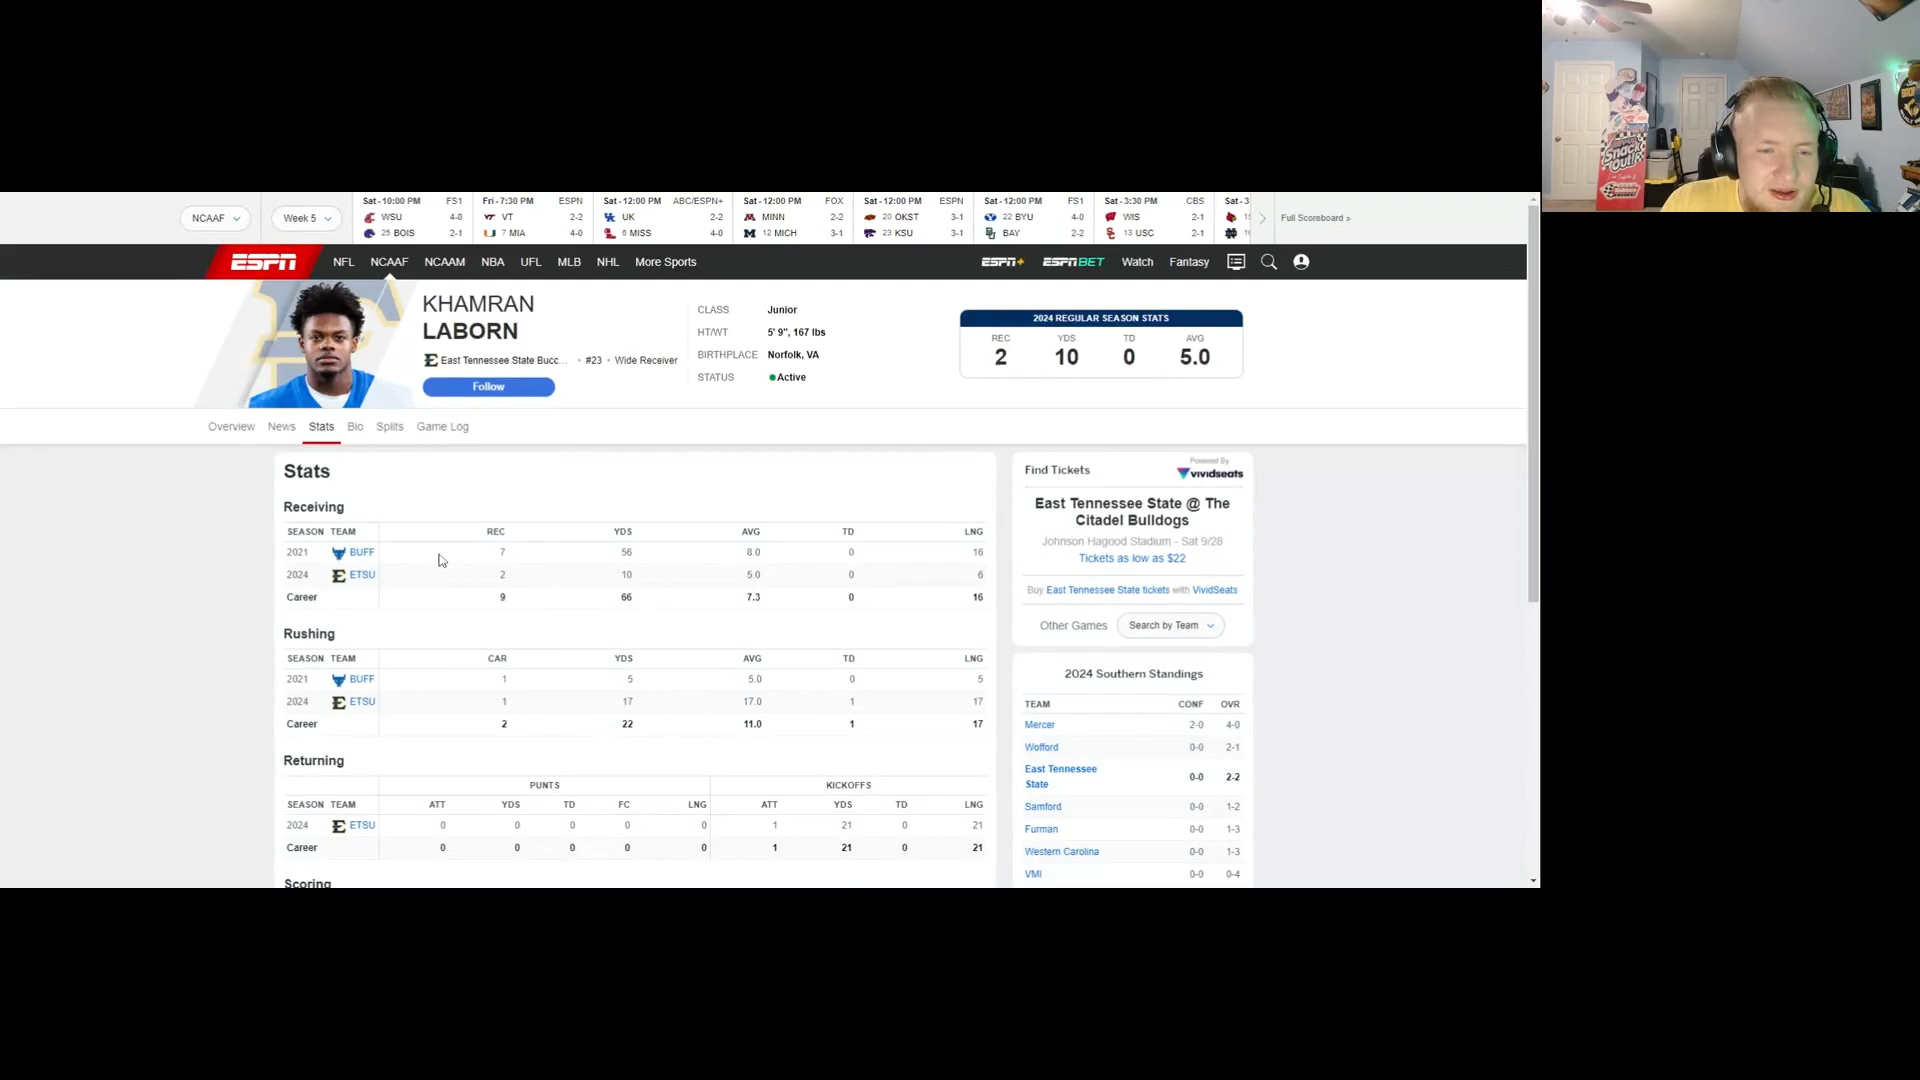 NCAAF
Week 5
Sat - 10:00 PM FS1
WSU 4-0
25 BOIS 2-1
Fri - 7:30 PM ESPN
VT 2-2
7 MIA 4-0
Sat - 12:00 PM ABC/ESPN+
UK 2-2
6 MISS 4-0
Sat - 12:00 PM FOX
MINN 2-2
12 MICH 3-1
Sat - 12:00 PM ESPN
20 OKST 3-1
23 KSU 3-1
Sat - 12:00 PM FS1
22 BYU 4-0
BAY 2-2
Sat - 3:30 PM CBS
WIS 2-1
13 USC 2-1
Sat - 3
Full Scoreboard »
ESPN NFL NCAAF NCAAM NBA UFL MLB NHL More Sports ESPN+ ESPN BET Watch Fantasy
KHAMRAN
LABORN
East Tennessee State Bucc... • #23 • Wide Receiver
Follow
CLASS Junior
HT/WT 5' 9", 167 lbs
BIRTHPLACE Norfolk, VA
STATUS Active
2024 REGULAR SEASON STATS
REC YDS TD AVG
2 10 0 5.0
Overview News Stats Bio Splits Game Log
Stats
Receiving
SEASON TEAM REC YDS AVG TD LNG
2021 BUFF 7 56 8.0 0 16
2024 ETSU 2 10 5.0 0 6
Career 9 66 7.3 0 16
Rushing
SEASON TEAM CAR YDS AVG TD LNG
2021 BUFF 1 5 5.0 0 5
2024 ETSU 1 17 17.0 1 17
Career 2 22 11.0 1 17
Returning
PUNTS KICKOFFS
SEASON TEAM ATT YDS TD FC LNG ATT YDS TD LNG
2024 ETSU 0 0 0 0 0 1 21 0 21
Career 0 0 0 0 0 1 21 0 21
Scoring
Find Tickets
Powered By
vividseats
East Tennessee State @ The
Citadel Bulldogs
Johnson Hagood Stadium - Sat 9/28
Tickets as low as $22
Buy East Tennessee State tickets with VividSeats
Other Games Search by Team
2024 Southern Standings
TEAM CONF OVR
Mercer 2-0 4-0
Wofford 0-0 2-1
East Tennessee
State 0-0 2-2
Samford 0-0 1-2
Furman 0-0 1-3
Western Carolina 0-0 1-3
VMI 0-0 0-4
Snack
Out!